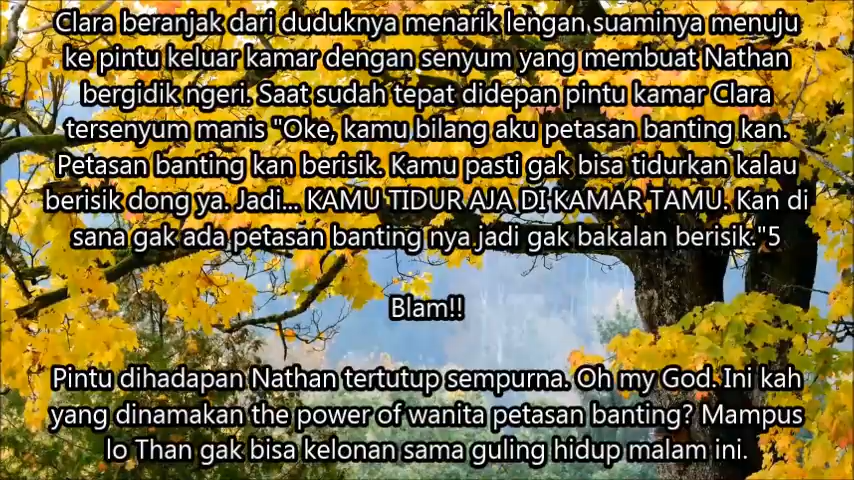 Clara beranjak dari duduknya menarik lengan suaminya menuju
ke pintu keluar kamar dengan senyum yang membuat Nathan
bergidik ngeri. Saat sudah tepat didepan pintu kamar Clara
tersenyum manis "Oke, kamu bilang aku petasan banting kan.
Petasan banting kan berisik. Kamu pasti gak bisa tidurkan kalau
berisik dong ya. Jadi... KAMU TIDUR AJA DI KAMAR TAMU. Kan di
sana gak ada petasan banting nya jadi gak bakalan berisik."5
Blam!!
Pintu dihadapan Nathan tertutup sempurna. Oh my God. Ini kah
yang dinamakan the power of wanita petasan banting? Mampus
lo Than gak bisa kelonan sama guling hidup malam ini.